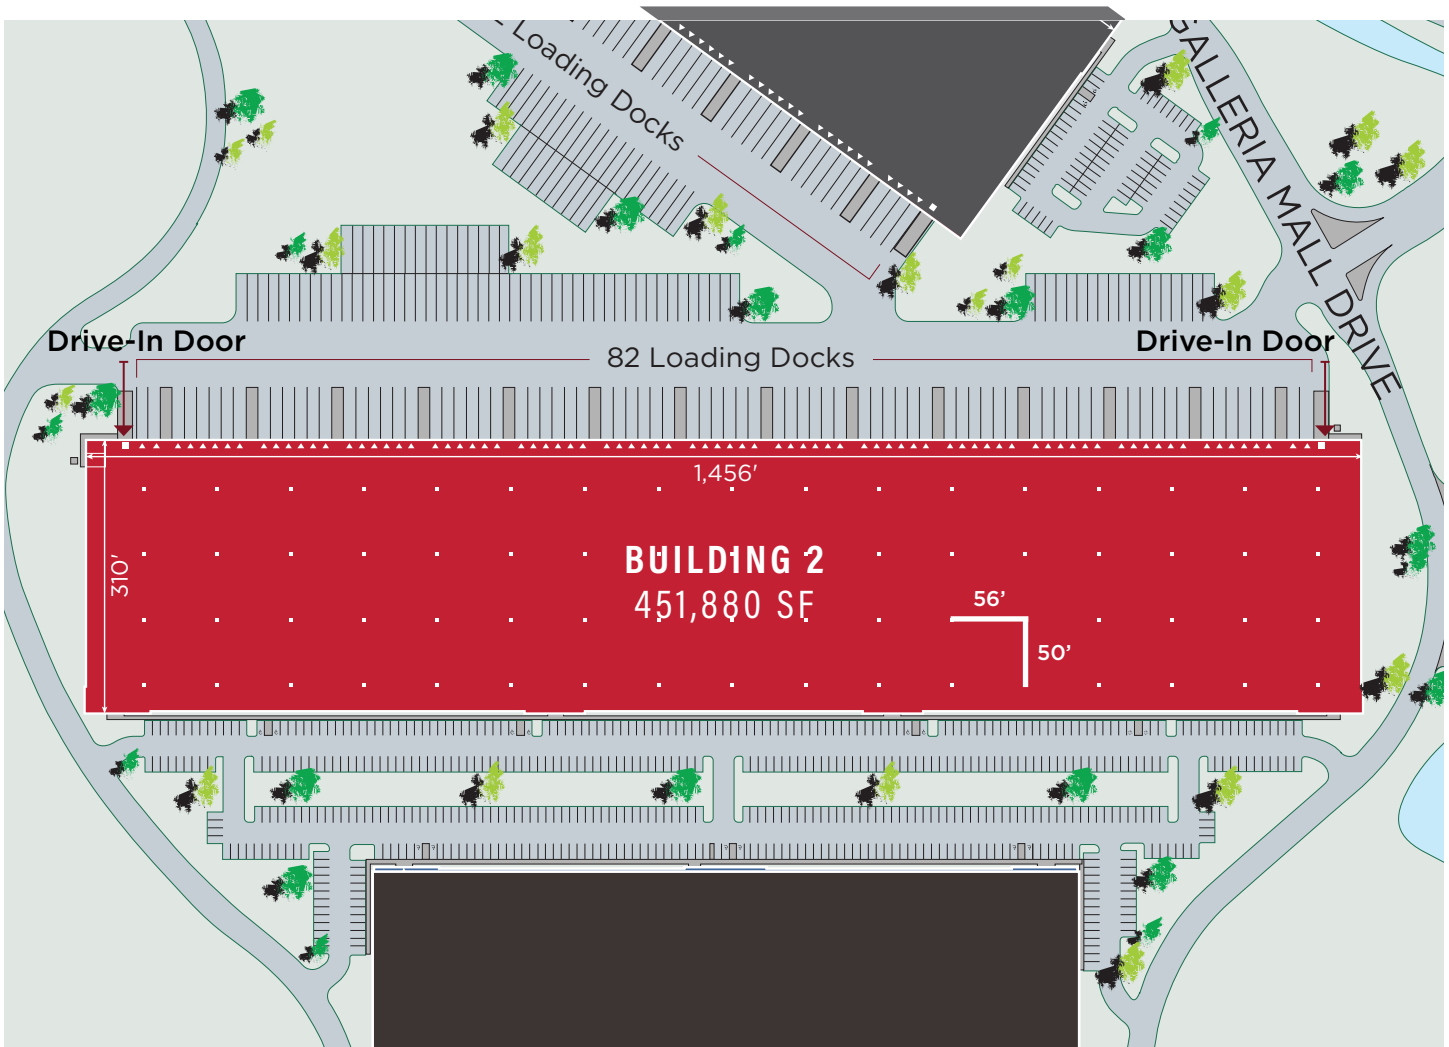 Loading Docks
GALLERIA MALL DRIVE
Drive-In Door
82 Loading Docks
Drive-In Door
1,456'
310'
BUILDING 2
451,880 SF
56'
50'